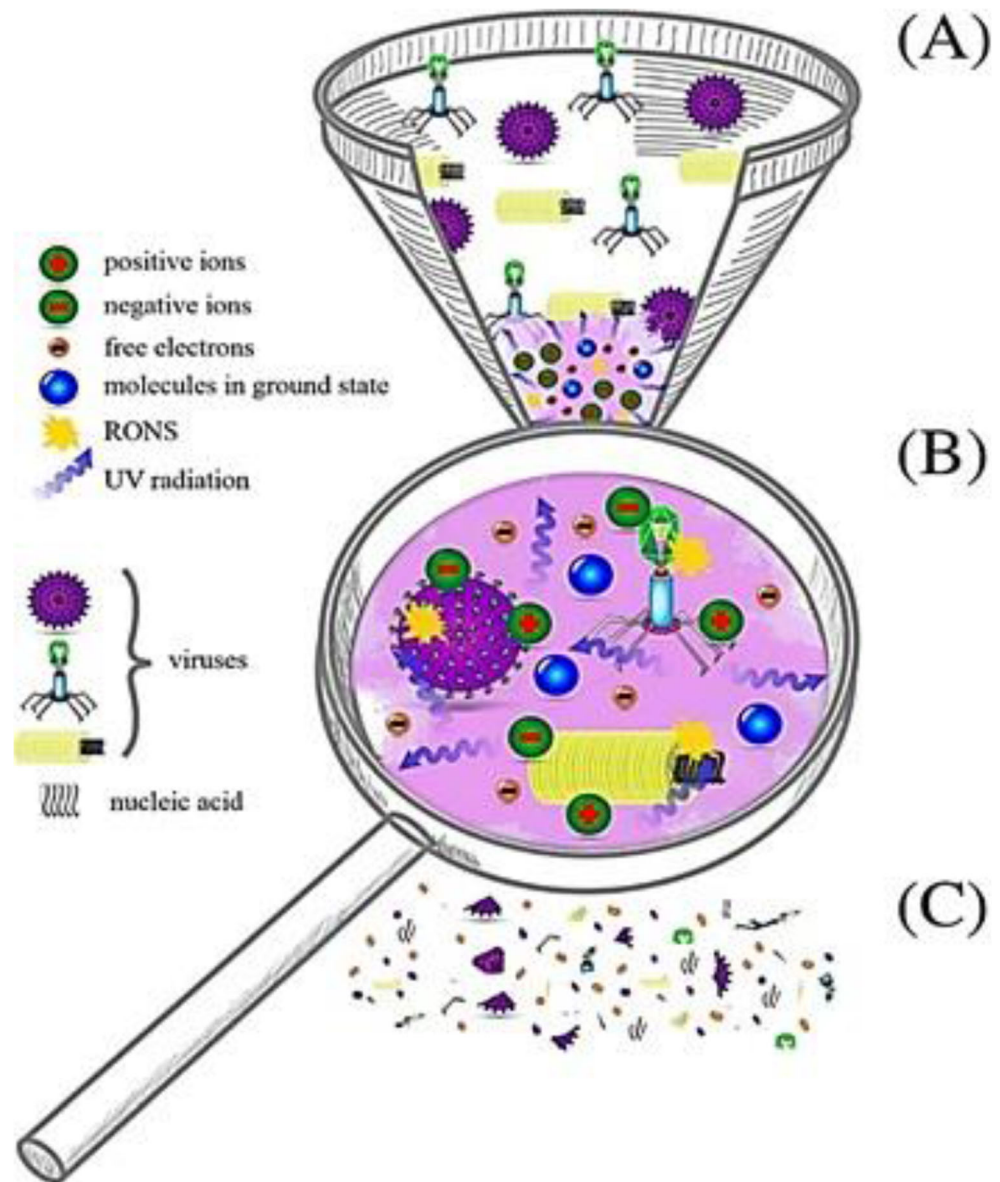 (A)
positive ions
negative ions
free electrons
molecules in ground state
RONS
UV radiation
(B)
viruses
nucleic acid
(C)